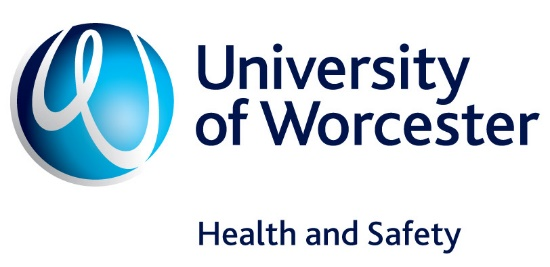 University
of Worcester
Health and Safety